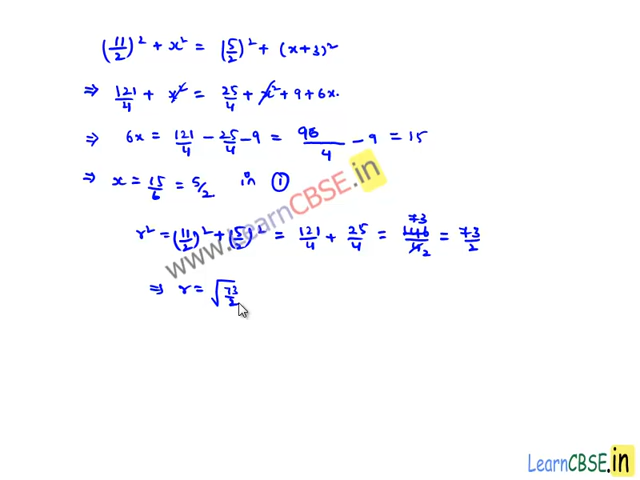 (11/2)² + x² = (5/2)² + (x+3)²
⇒ 121/4 + x² = 25/4 + x² + 9 + 6x.
⇒ 6x = 121/4 - 25/4 - 9 = 96/4 - 9 = 15
⇒ x = 15/6 = 5/2 in ①
www.LearnCBSE.in
r² = (11/2)² + (5/2)² = 121/4 + 25/4 = 73 146/4 2 = 73/2
⇒ r = √73/2
LearnCBSE.in